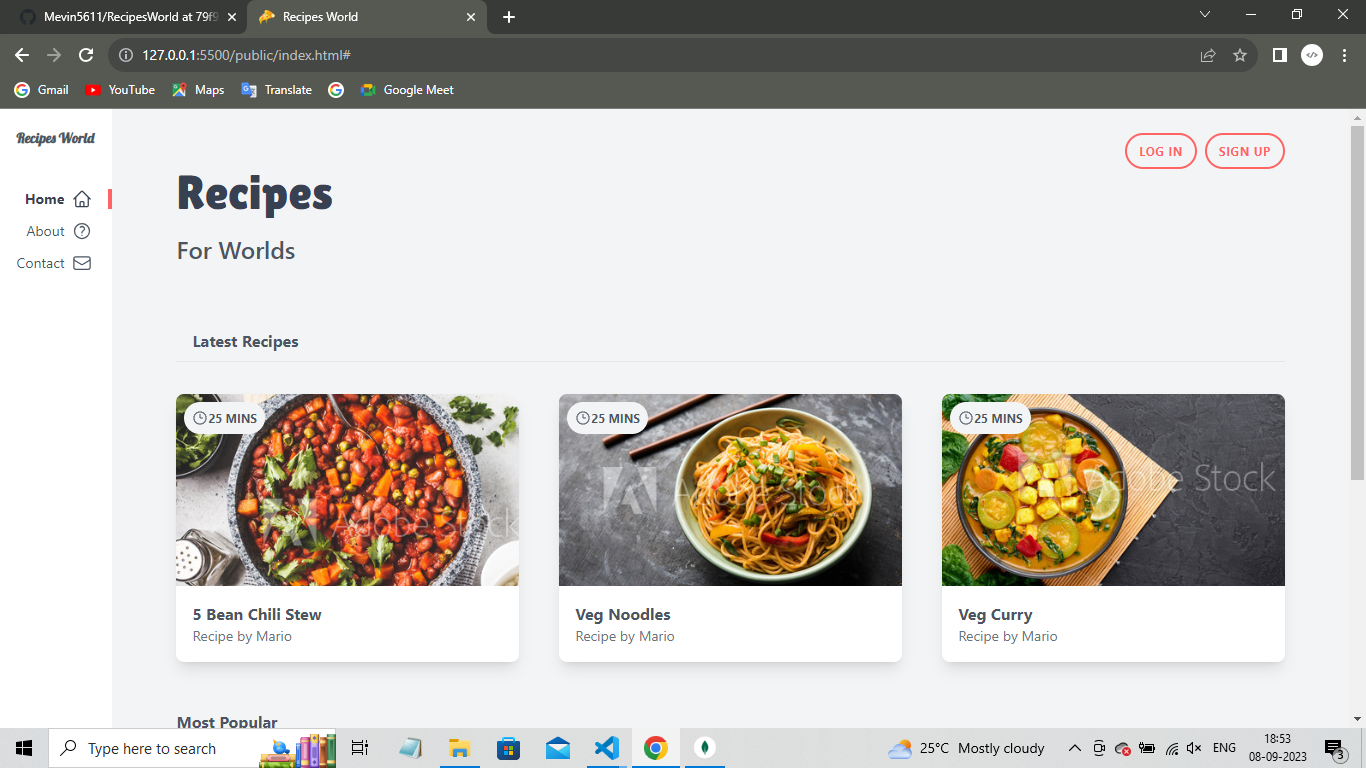 Mevin5611/RecipesWorld at 79f9
Recipes World
127.0.0.1:5500/public/index.html#
Gmail
YouTube
Maps
Translate
Google Meet
Recipes World
LOG IN
SIGN UP
Home
About
Contact
Recipes
For Worlds
Latest Recipes
25 MINS
25 MINS
25 MINS
Adobe Stock
Adobe Stock
Adobe Stock
5 Bean Chili Stew
Recipe by Mario
Veg Noodles
Recipe by Mario
Veg Curry
Recipe by Mario
Most Popular
Type here to search
25°C Mostly cloudy
ENG
18:53
08-09-2023
3